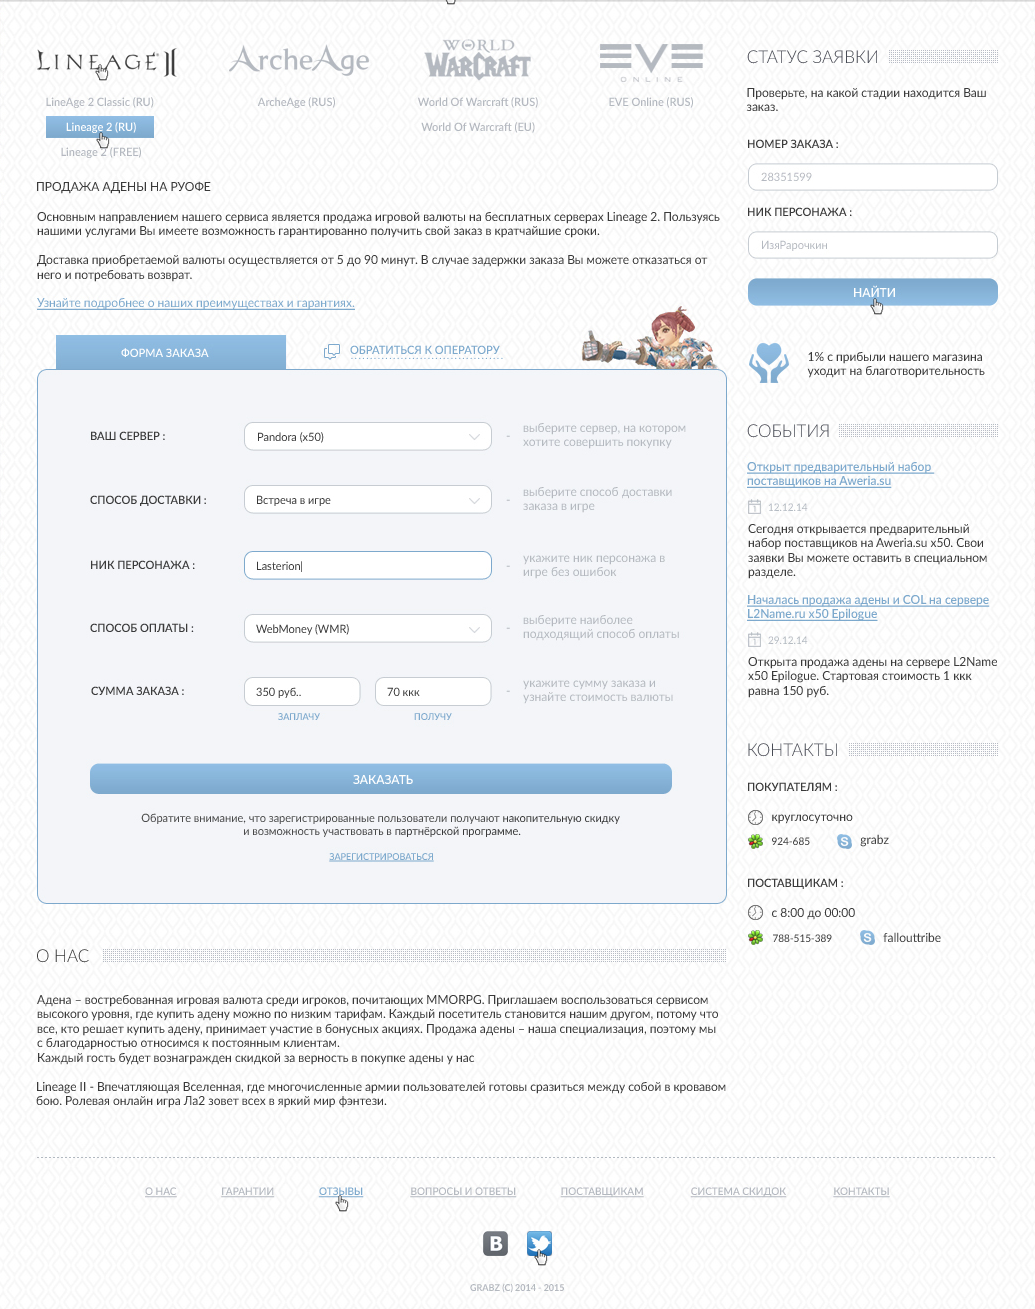 LINEAGE II
ArcheAge
WORLD
WARCRAFT
EVE
ONLINE
LineAge 2 Classic (RU)
ArcheAge (RUS)
World Of Warcraft (RUS)
EVE Online (RUS)
Lineage 2 (RU)
World Of Warcraft (EU)
Lineage 2 (FREE)
ПРОДАЖА АДЕНЫ НА РУОФЕ
Основным направлением нашего сервиса является продажа игровой валюты на бесплатных серверах Lineage 2. Пользуясь
нашими услугами Вы имеете возможность гарантированно получить свой заказ в кратчайшие сроки.
Доставка приобретаемой валюты осуществляется от 5 до 90 минут. В случае задержки заказа Вы можете отказаться от
него и потребовать возврат.
Узнайте подробнее о наших преимуществах и гарантиях.
ФОРМА ЗАКАЗА
ОБРАТИТЬСЯ К ОПЕРАТОРУ
ВАШ СЕРВЕР :
Pandora (x50)
- выберите сервер, на котором
хотите совершить покупку
СПОСОБ ДОСТАВКИ :
Встреча в игре
- выберите способ доставки
заказа в игре
НИК ПЕРСОНАЖА :
Lasterion
- укажите ник персонажа в
игре без ошибок
СПОСОБ ОПЛАТЫ :
WebMoney (WMR)
- выберите наиболее
подходящий способ оплаты
СУММА ЗАКАЗА :
350 руб..
70 ккк
- укажите сумму заказа и
узнайте стоимость валюты
ЗАПЛАЧУ
ПОЛУЧУ
ЗАКАЗАТЬ
Обратите внимание, что зарегистрированные пользователи получают накопительную скидку
и возможность участвовать в партнёрской программе.
ЗАРЕГИСТРИРОВАТЬСЯ
О НАС
Адена – востребованная игровая валюта среди игроков, почитающих MMORPG. Приглашаем воспользоваться сервисом
высокого уровня, где купить адену можно по низким тарифам. Каждый посетитель становится нашим другом, потому что
все, кто решает купить адену, принимает участие в бонусных акциях. Продажа адены – наша специализация, поэтому мы
с благодарностью относимся к постоянным клиентам.
Каждый гость будет вознагражден скидкой за верность в покупке адены у нас
Lineage II - Впечатляющая Вселенная, где многочисленные армии пользователей готовы сразиться между собой в кровавом
бою. Ролевая онлайн игра Ла2 зовет всех в яркий мир фэнтези.
СТАТУС ЗАЯВКИ
Проверьте, на какой стадии находится Ваш
заказ.
НОМЕР ЗАКАЗА :
28351599
НИК ПЕРСОНАЖА :
ИзяРарочкин
НАЙТИ
1% с прибыли нашего магазина
уходит на благотворительность
СОБЫТИЯ
Открыт предварительный набор
поставщиков на Aweria.su
12.12.14
Сегодня открывается предварительный
набор поставщиков на Aweria.su x50. Свои
заявки Вы можете оставить в специальном
разделе.
Началась продажа адены и COL на сервере
L2Name.ru x50 Epilogue
29.12.14
Открыта продажа адены на сервере L2Name
x50 Epilogue. Стартовая стоимость 1 ккк
равна 150 руб.
КОНТАКТЫ
ПОКУПАТЕЛЯМ :
круглосуточно
924-685
grabz
ПОСТАВЩИКАМ :
с 8:00 до 00:00
788-515-389
fallouttribe
О НАС
ГАРАНТИИ
ОТЗЫВЫ
ВОПРОСЫ И ОТВЕТЫ
ПОСТАВЩИКАМ
СИСТЕМА СКИДОК
КОНТАКТЫ
B
GRABZ (C) 2014 - 2015